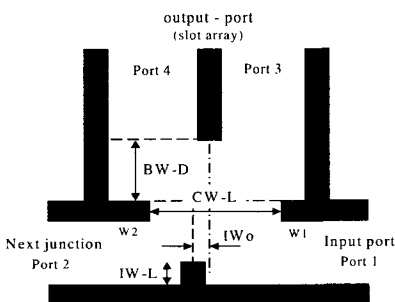 output - port
(slot array)
Port 4
Port 3
BW-D
CW-L
W2
W1
IWo
Next junction
Port 2
Input port
Port 1
IW-L